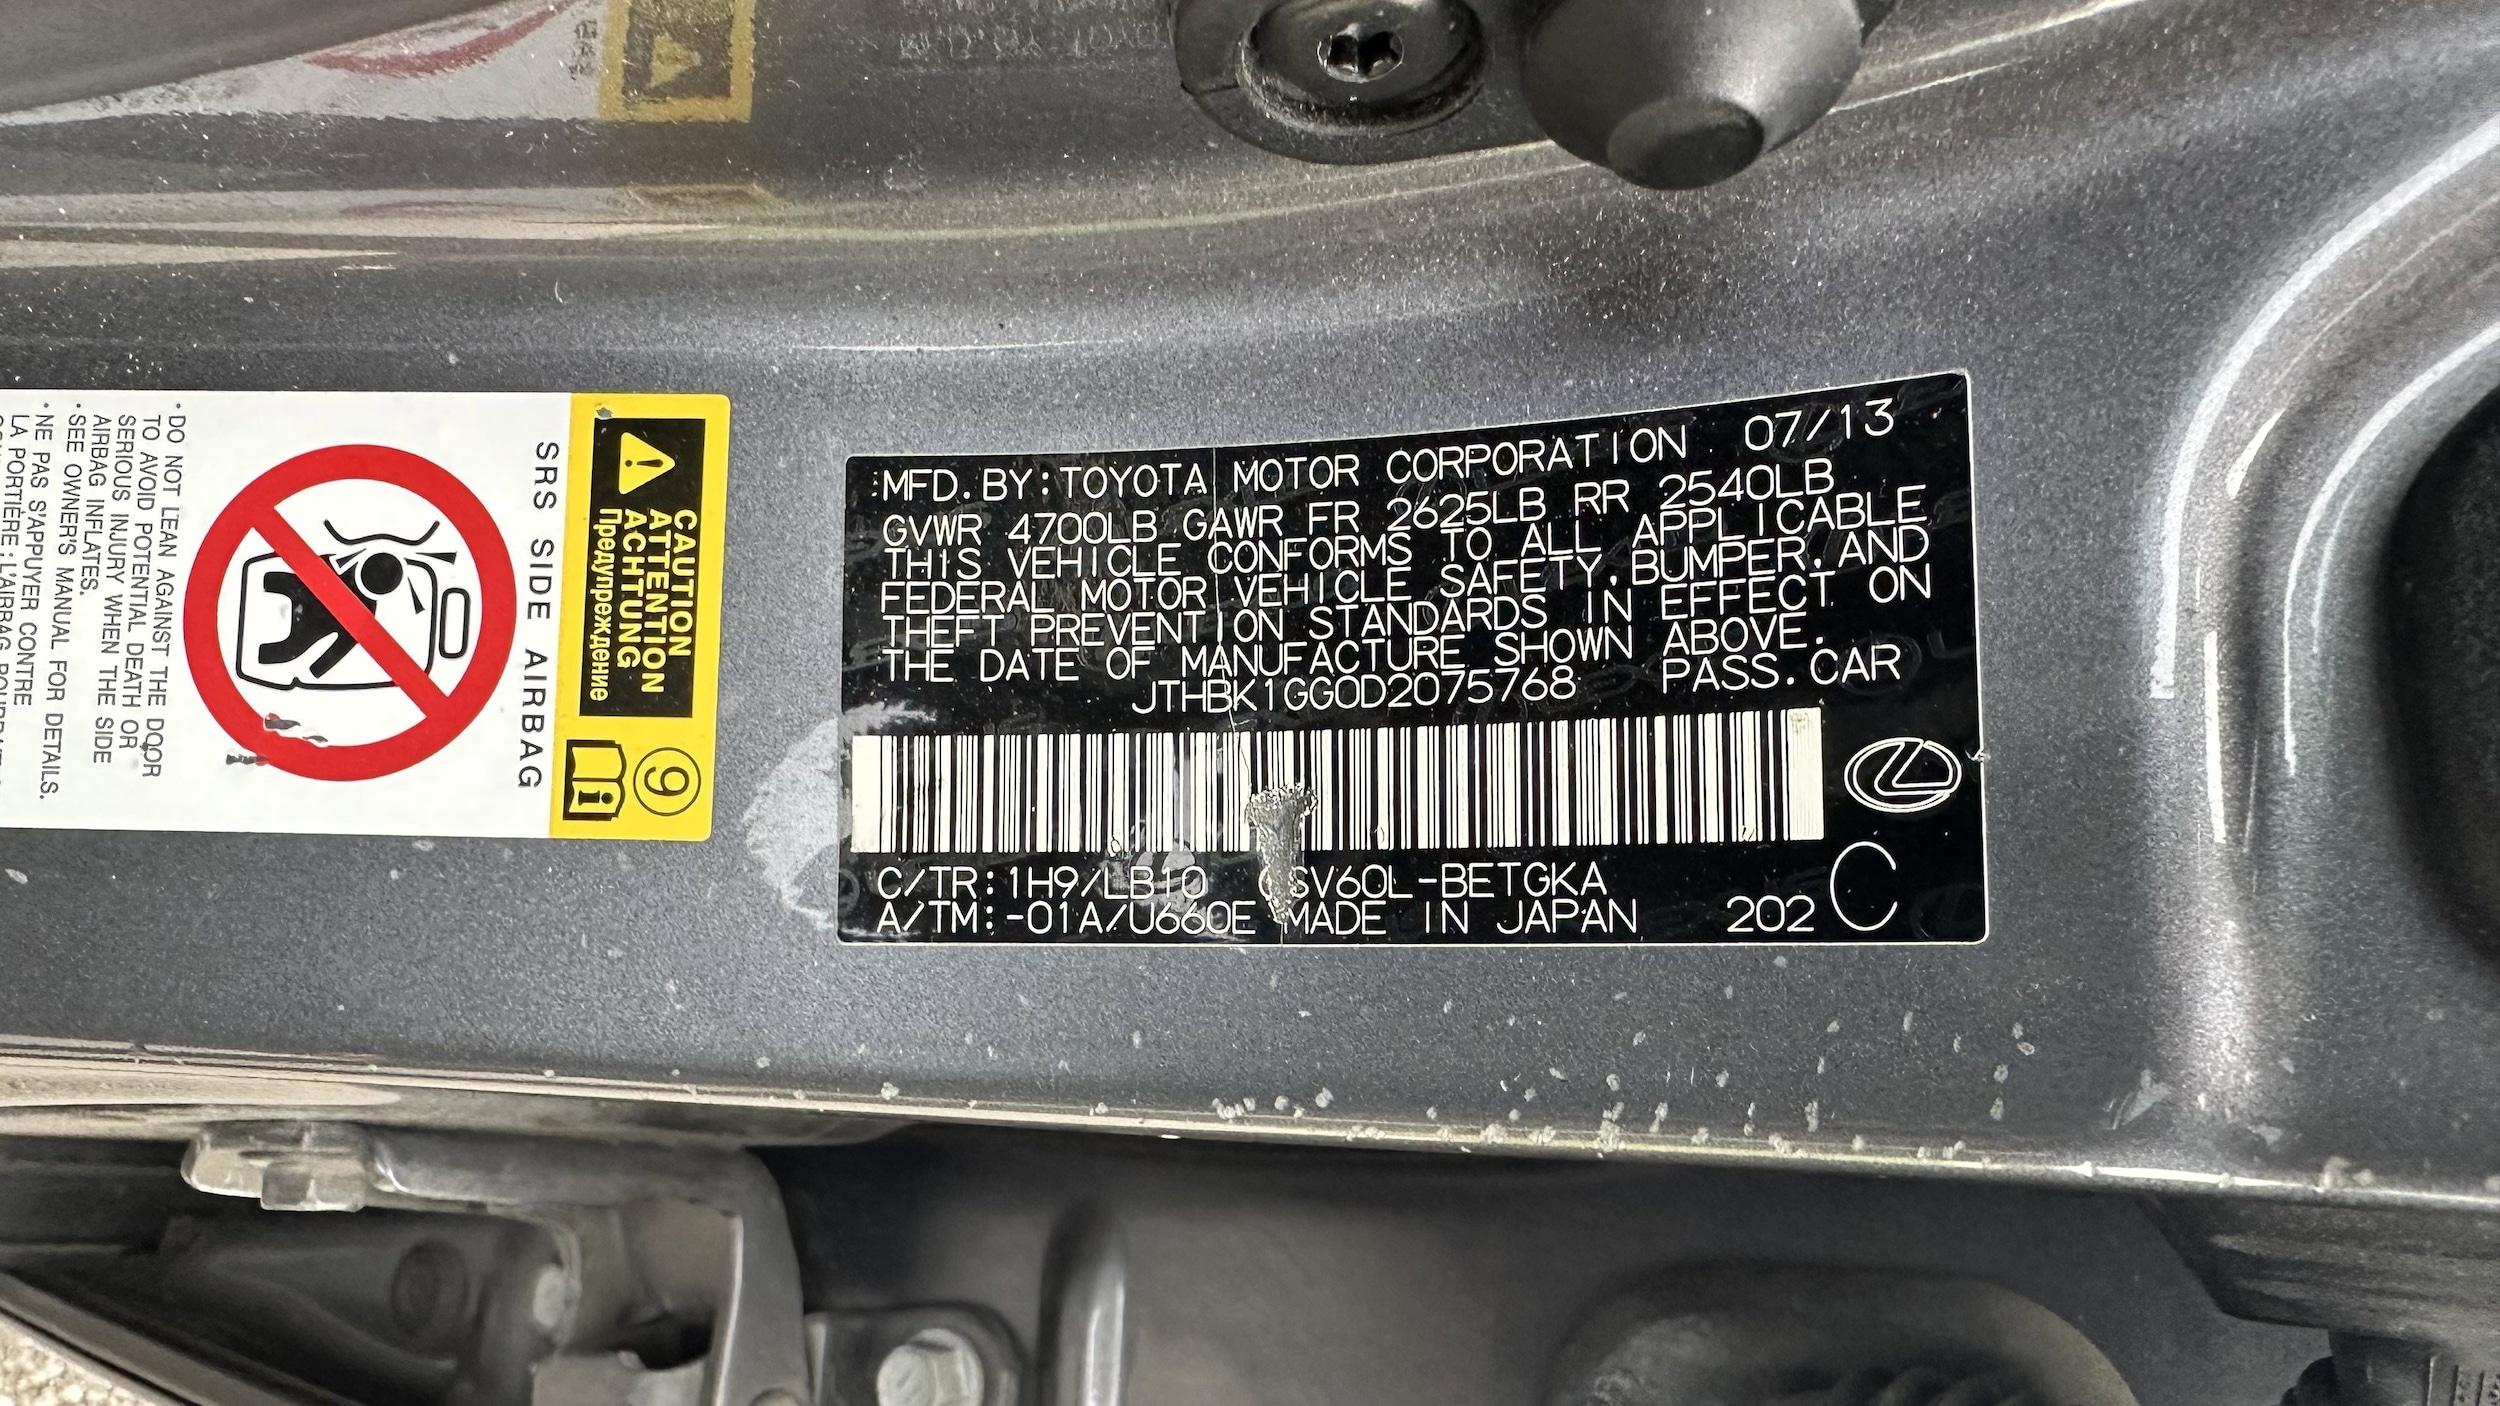 CAUTION
ATTENTION
ACHTUNG
Предупреждение
9
i
SRS SIDE AIRBAG
・DO NOT LEAN AGAINST THE DOOR
TO AVOID POTENTIAL DEATH OR
SERIOUS INJURY WHEN THE SIDE
AIRBAG INFLATES.
・SEE OWNER'S MANUAL FOR DETAILS.
・NE PAS S'APPUYER CONTRE
LA PORTIÈRE : L'AIRBAG
MFD. BY: TOYOTA MOTOR CORPORATION 07/13
GVWR 4700LB GAWR FR 2625LB RR 2540LB
THIS VEHICLE CONFORMS TO ALL APPLICABLE
FEDERAL MOTOR VEHICLE SAFETY, BUMPER, AND
THEFT PREVENTION STANDARDS IN EFFECT ON
THE DATE OF MANUFACTURE SHOWN ABOVE.
JTHBK1GG0D2075768 PASS. CAR
C/TR: 1H9/LB10 GSV60L-BETGKA
A/TM: -01A/U660E MADE IN JAPAN 202 C